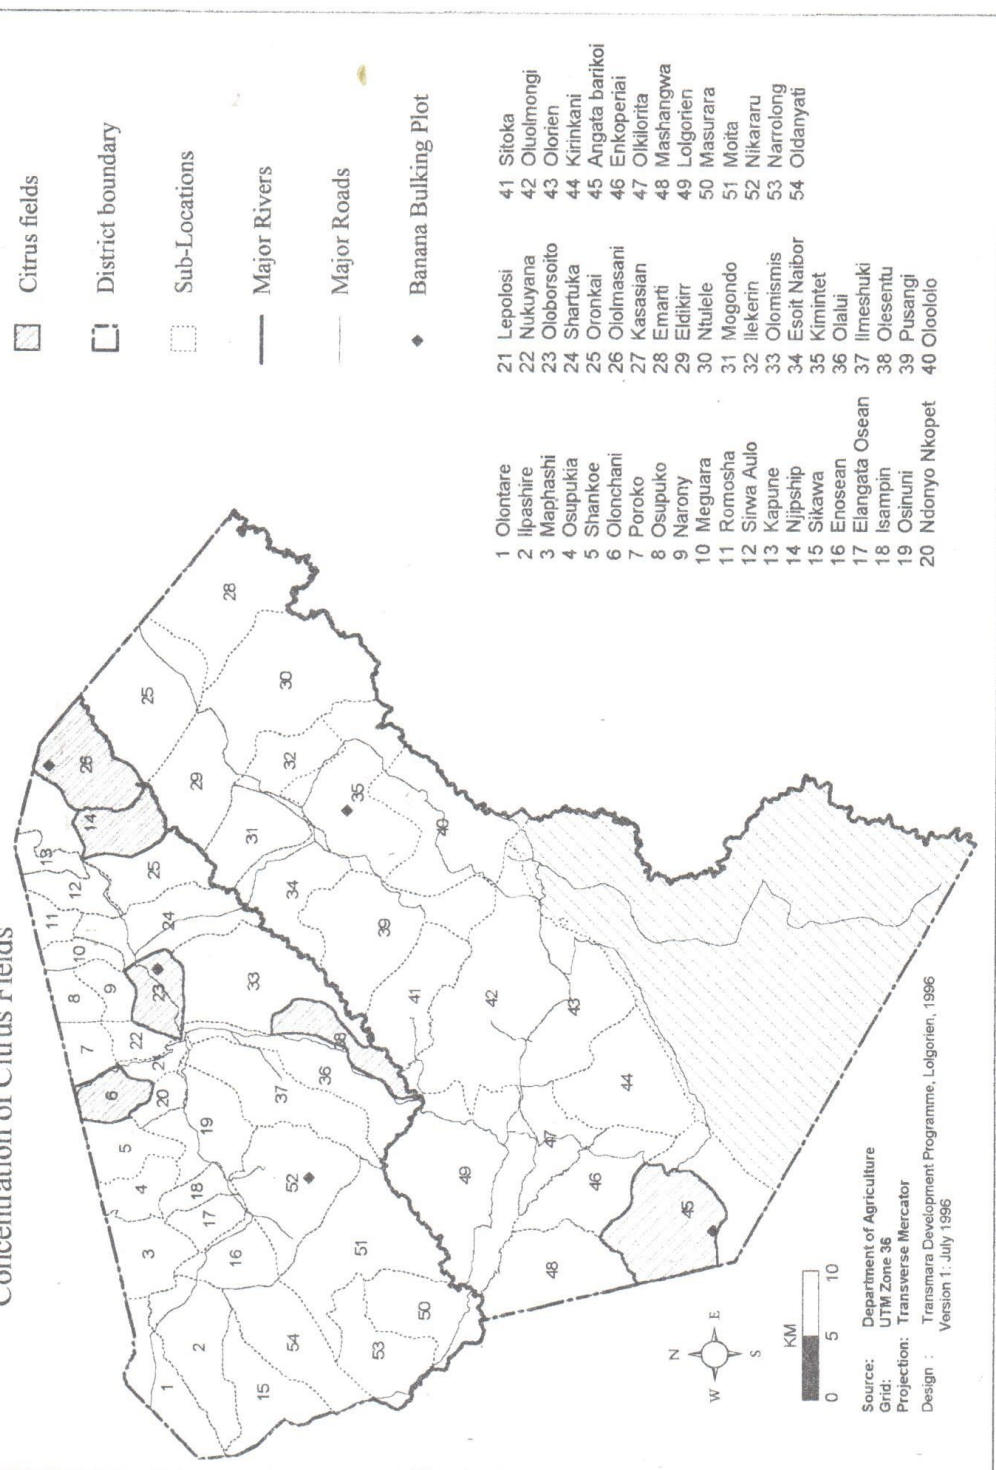 Concentration of Citrus Fields
Citrus fields
District boundary
Sub-Locations
Major Rivers
Major Roads
Banana Bulking Plot
1
2
3
4
5
6
7
8
9
10
11
12
13
14
15
16
17
18
19
20
21
22
23
24
25
26
25
28
29
30
31
32
33
34
35
36
37
38
39
40
41
42
43
44
45
46
47
48
49
50
51
52
53
54
1 Olontare
2 Ilpashire
3 Maphashi
4 Osupukia
5 Shankoe
6 Olonchani
7 Poroko
8 Osupuko
9 Narony
10 Meguara
11 Romosha
12 Sirwa Aulo
13 Kapune
14 Njipship
15 Sikawa
16 Enosean
17 Elangata Osean
18 Isampin
19 Osinuni
20 Ndonyo Nkopet
21 Lepolosi
22 Nukuyana
23 Oloborsoito
24 Shartuka
25 Oronkai
26 Ololmasani
27 Kasasian
28 Emarti
29 Eldikirr
30 Ntulele
31 Mogondo
32 Ilekerin
33 Olomismis
34 Esoit Naibor
35 Kimintet
36 Olalui
37 Ilmeshuki
38 Olesentu
39 Pusangi
40 Oloololo
41 Sitoka
42 Oluolmongi
43 Olorien
44 Kirinkani
45 Angata barikoi
46 Enkoperiai
47 Olkilorita
48 Mashangwa
49 Lolgorien
50 Masurara
51 Moita
52 Nikararu
53 Narrolong
54 Oldanyati
N
W E
S
KM
0 5 10
Source: Department of Agriculture
Grid: UTM Zone 36
Projection: Transverse Mercator
Design : Transmara Development Programme, Lolgorien, 1996
Version 1: July 1996